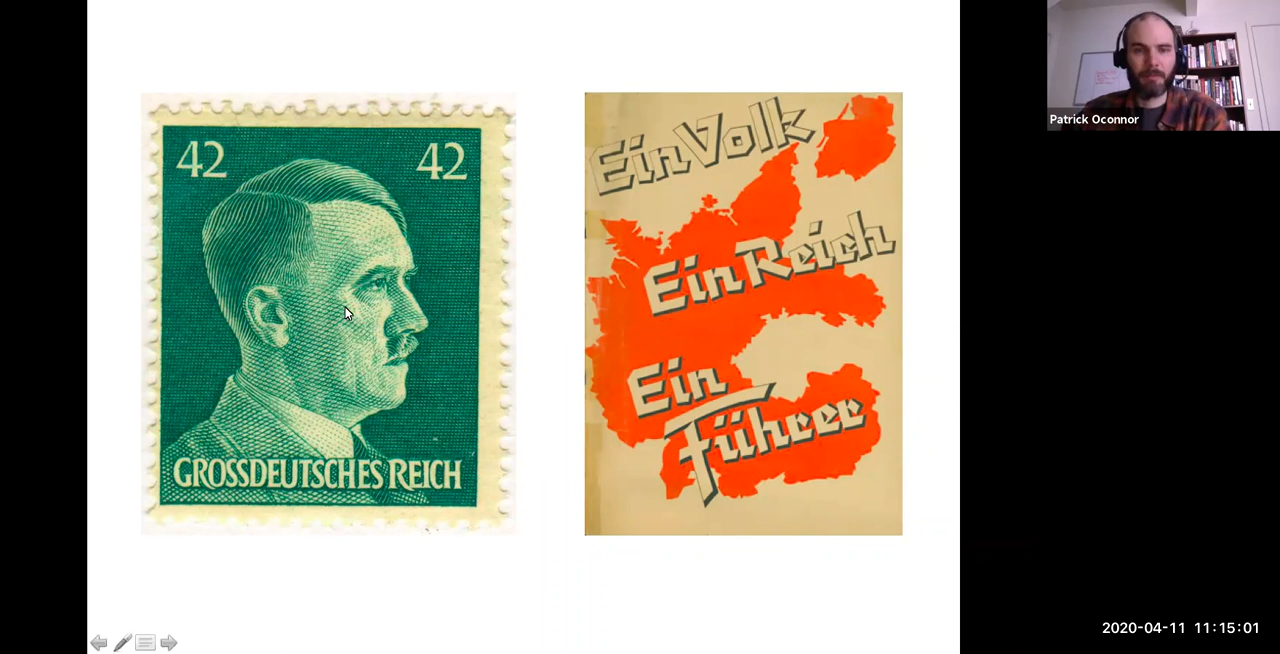 42 42
GROSSDEUTSCHES REICH
Ein Volk
Ein Reich
Ein
Führer
Patrick Oconnor
2020-04-11 11:15:01